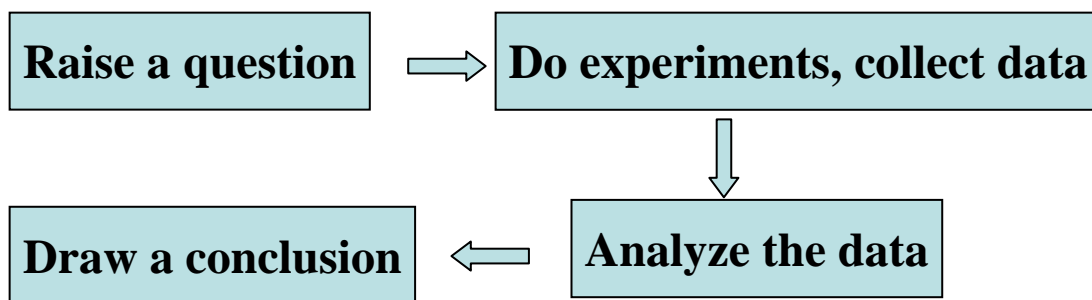 Raise a question
Do experiments, collect data
Analyze the data
Draw a conclusion